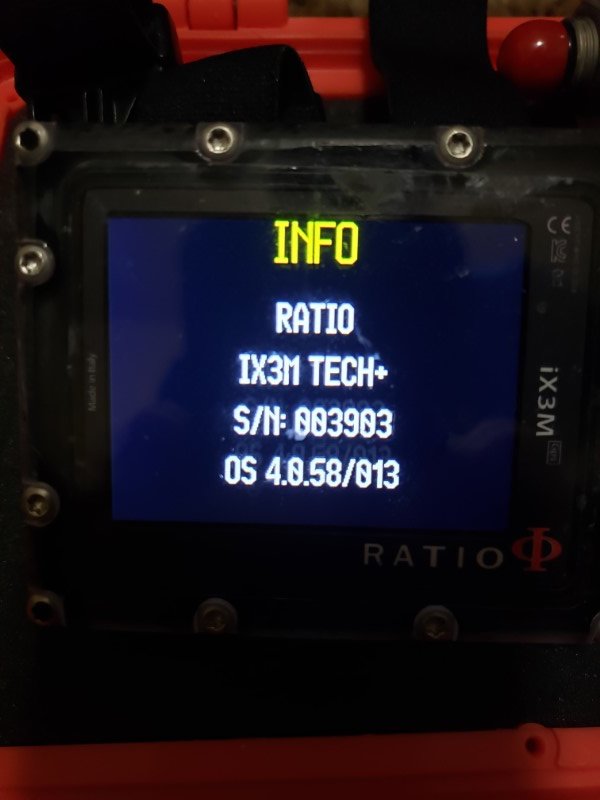 INFO
RATIO
IX3M TECH+
S/N: 003903
OS 4.0.58/013
Made in Italy
CE
iX3M
RATIO